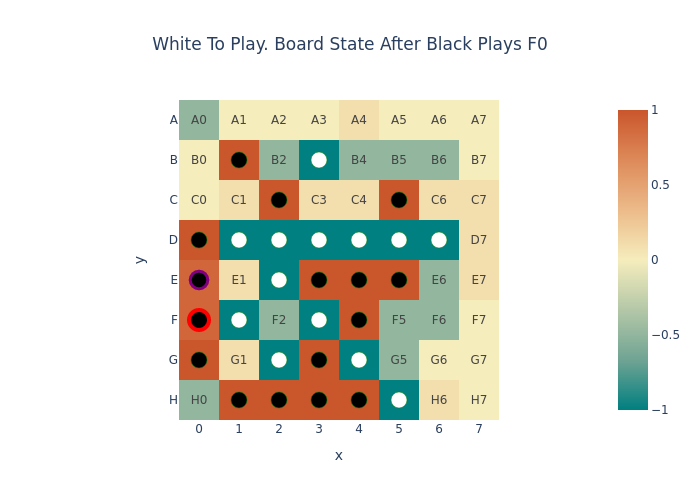 White To Play. Board State After Black Plays F0
A A0 A1 A2 A3 A4 A5 A6 A7 1
B B0 B2 B4 B5 B6 B7 0.5
C C0 C1 C3 C4 C6 C7
D D7 0
y
E E1 E6 E7
F F2 F5 F6 F7 −0.5
G G1 G5 G6 G7
H H0 H6 H7 −1
0 1 2 3 4 5 6 7
x